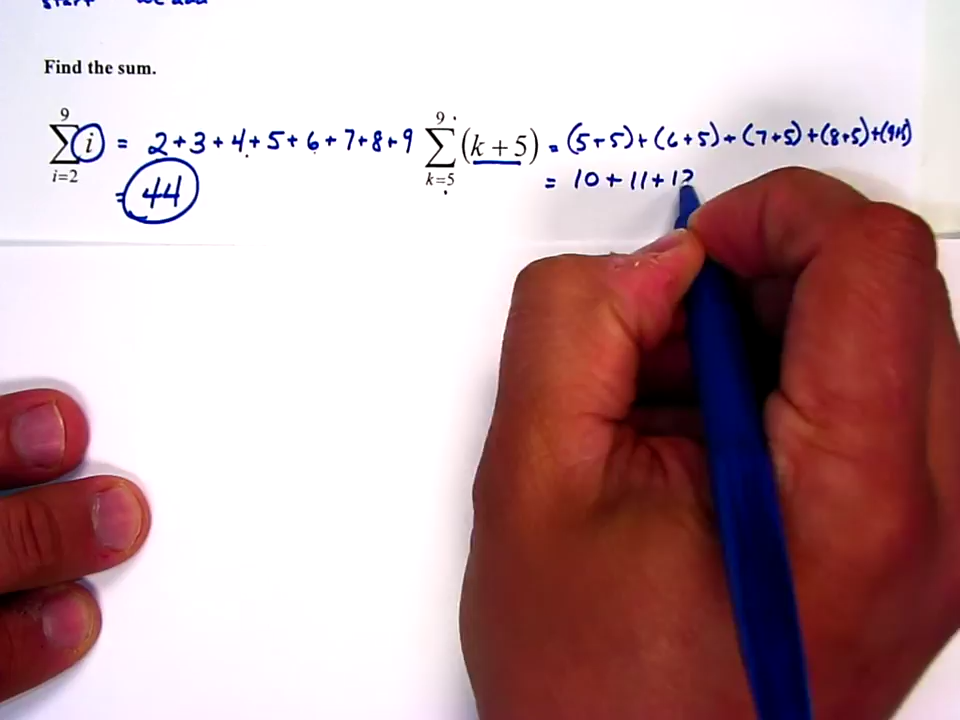 Find the sum.
9
∑ i = 2+3+4+5+6+7+8+9
i=2
= 44
9
∑ (k + 5) = (5+5)+(6+5)+(7+5)+(8+5)+(9+5)
k=5
= 10+11+12